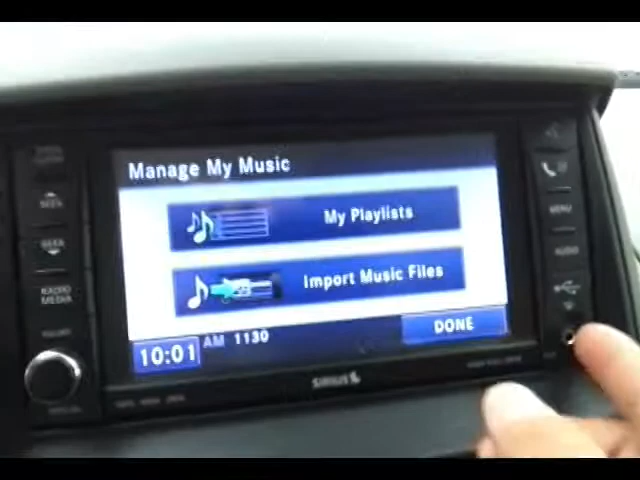 Manage My Music
My Playlists
Import Music Files
DONE
10:01
AM 1130
SEEK
SEEK
RADIO
MEDIA
MENU
AUDIO
SIRIUS